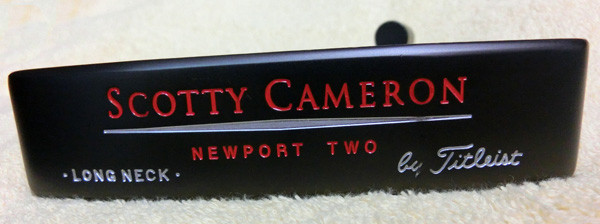 SCOTTY CAMERON
NEWPORT TWO
· LONG NECK ·
by Titleist